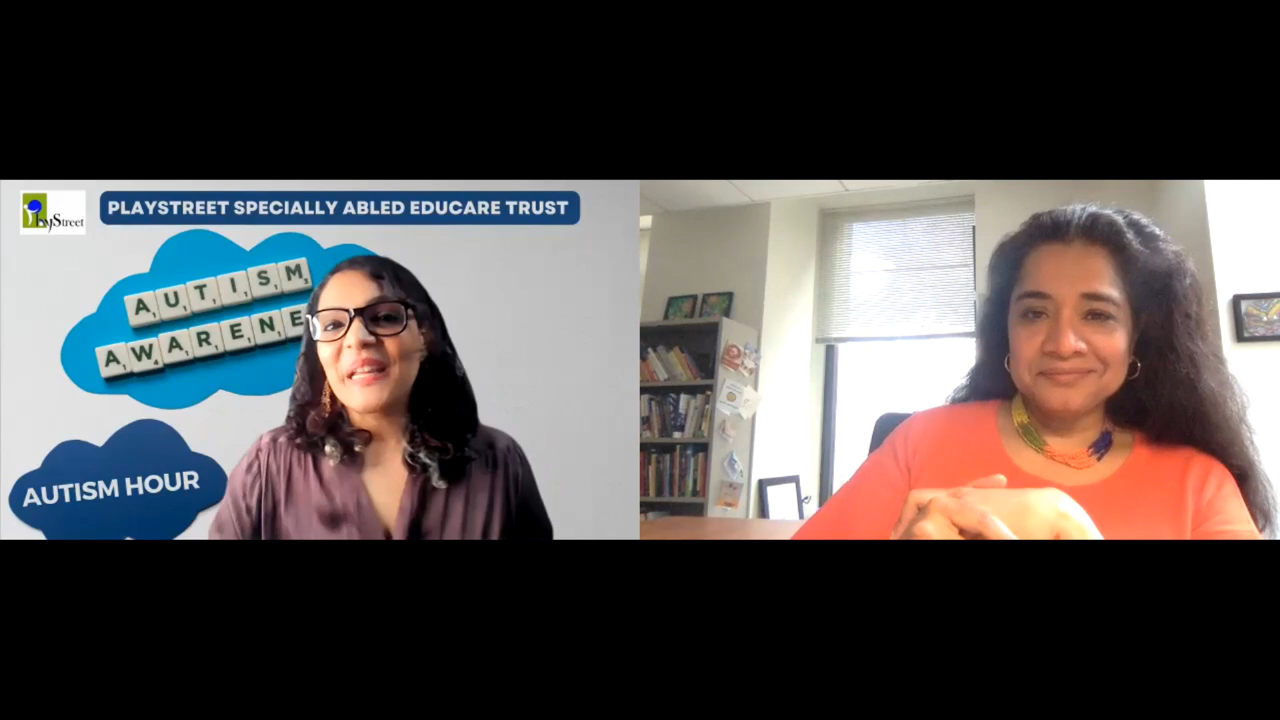 PLAYSTREET SPECIALLY ABLED EDUCARE TRUST
PlayStreet
AUTISM
AWARENE
AUTISM HOUR